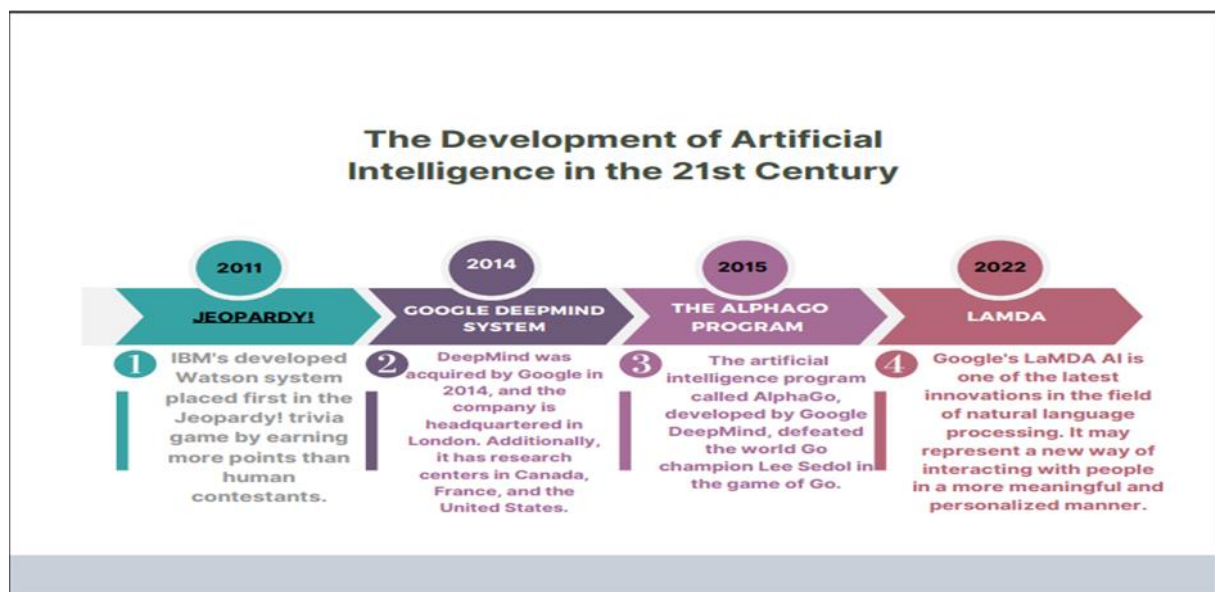 The Development of Artificial
Intelligence in the 21st Century
2011
JEOPARDY!
1
IBM's developed
Watson system
placed first in the
Jeopardy! trivia
game by earning
more points than
human
contestants.
2014
GOOGLE DEEPMIND
SYSTEM
2
DeepMind was
acquired by Google in
2014, and the
company is
headquartered in
London. Additionally,
it has research
centers in Canada,
France, and the
United States.
2015
THE ALPHAGO
PROGRAM
3
The artificial
intelligence program
called AlphaGo,
developed by Google
DeepMind, defeated
the world Go
champion Lee Sedol in
the game of Go.
2022
LAMDA
4
Google's LaMDA AI is
one of the latest
innovations in the field
of natural language
processing. It may
represent a new way of
interacting with people
in a more meaningful and
personalized manner.